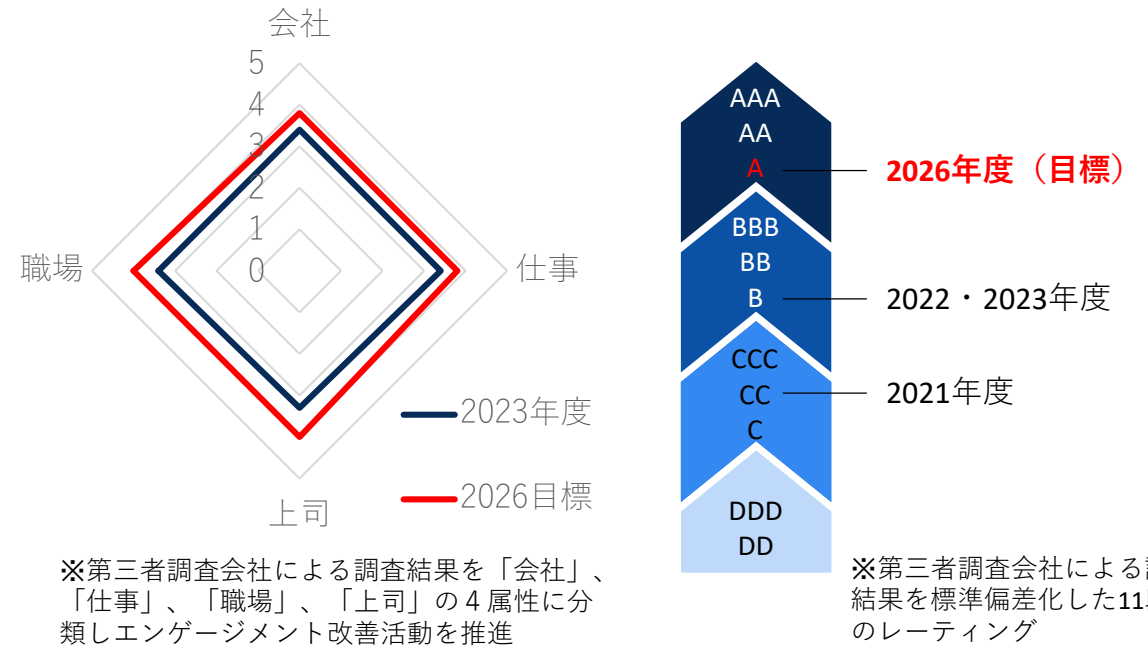 会社
5
4
3
2
1
0
職場
仕事
上司
2023年度
2026目標
※第三者調査会社による調査結果を「会社」、
「仕事」、「職場」、「上司」の４属性に分
類しエンゲージメント改善活動を推進
AAA
AA
A
2026年度（目標）
BBB
BB
B
2022・2023年度
CCC
CC
2021年度
C
DDD
DD
※第三者調査会社による
結果を標準偏差化した11
のレーティング